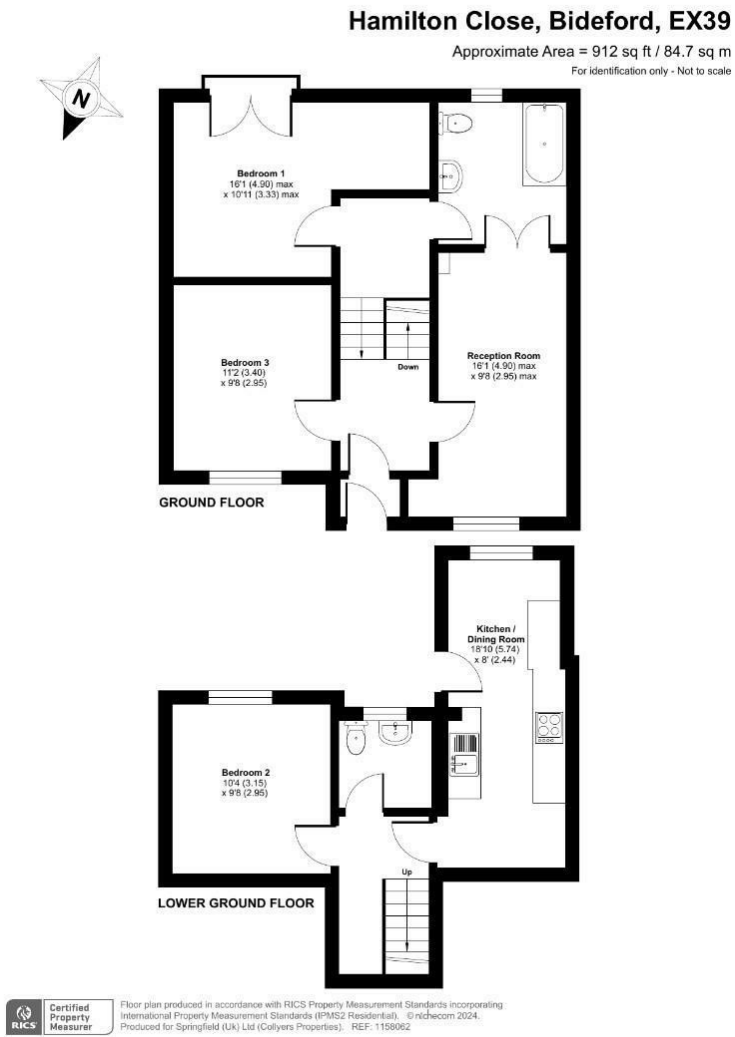 Hamilton Close, Bideford, EX39
Approximate Area = 912 sq ft / 84.7 sq m
For identification only - Not to scale
N
Bedroom 1
16'1 (4.90) max
x 10'11 (3.33) max
Bedroom 3
11'2 (3.40)
x 9'8 (2.95)
Down
Reception Room
16'1 (4.90) max
x 9'8 (2.95) max
GROUND FLOOR
Kitchen /
Dining Room
18'10 (5.74)
x 8' (2.44)
Bedroom 2
10'4 (3.15)
x 9'8 (2.95)
Up
LOWER GROUND FLOOR
RICS
Certified
Property
Measurer
Floor plan produced in accordance with RICS Property Measurement Standards incorporating
International Property Measurement Standards (IPMS2 Residential). ©nichecom 2024.
Produced for Springfield (Uk) Ltd (Collyers Properties). REF: 1158062